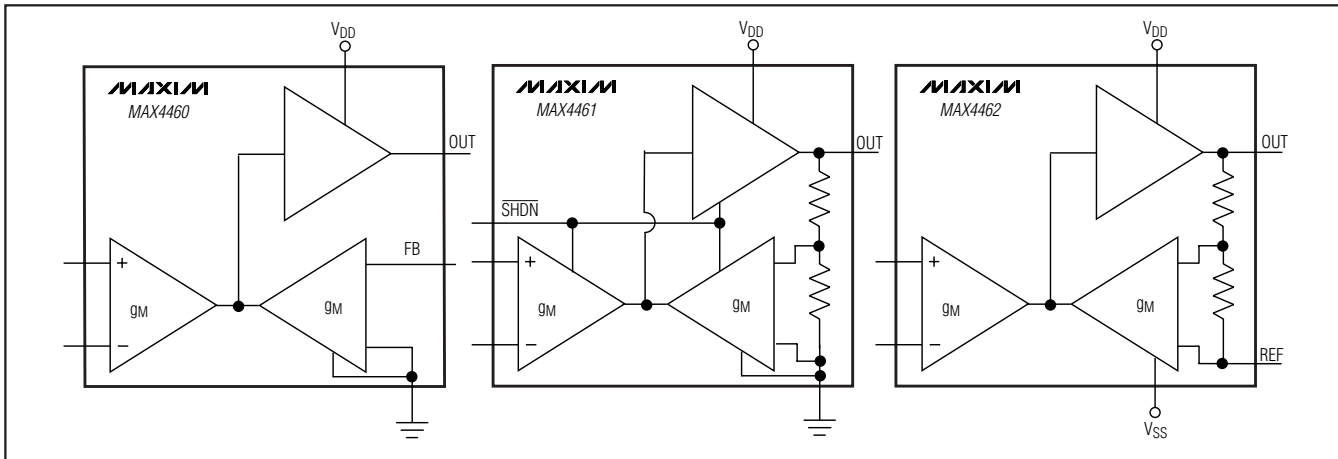 MAXIM
MAX4460
VDD
OUT
FB
+
gM
gM
−
MAXIM
MAX4461
VDD
OUT
SHDN
+
gM
gM
−
MAXIM
MAX4462
VDD
OUT
+
gM
gM
−
REF
VSS